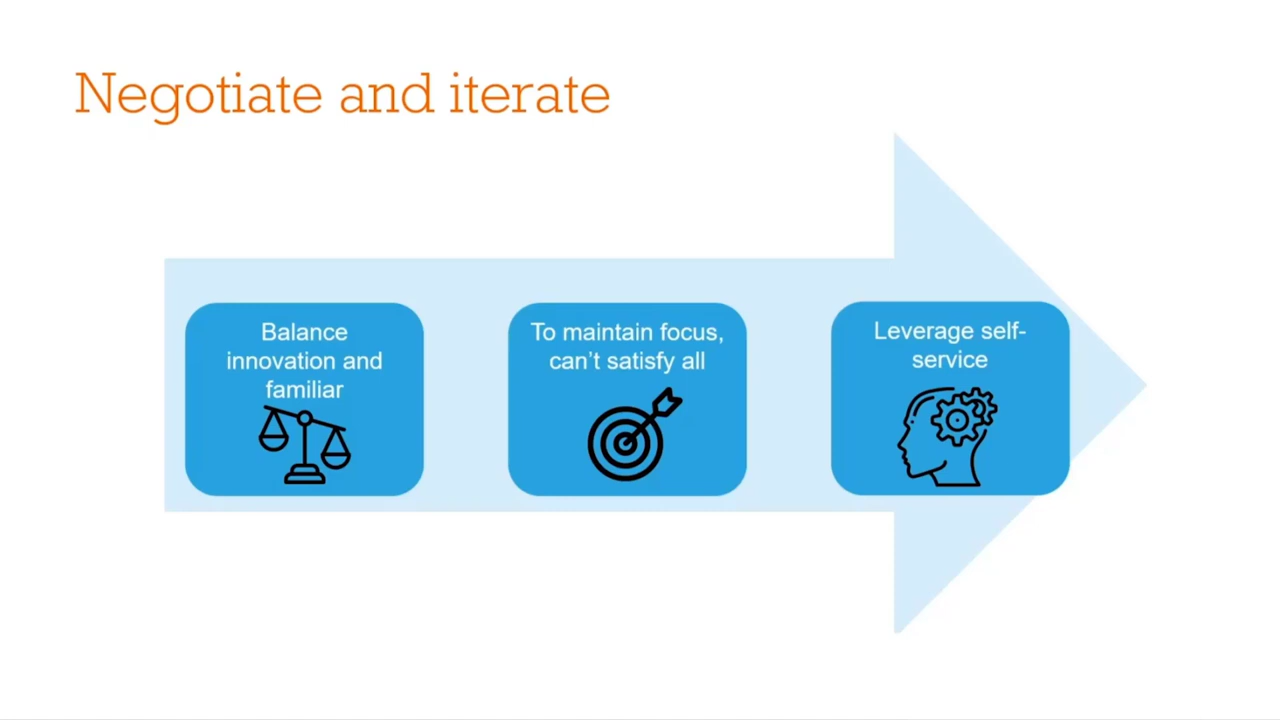 Negotiate and iterate
Balance
innovation and
familiar
To maintain focus,
can't satisfy all
Leverage self-
service